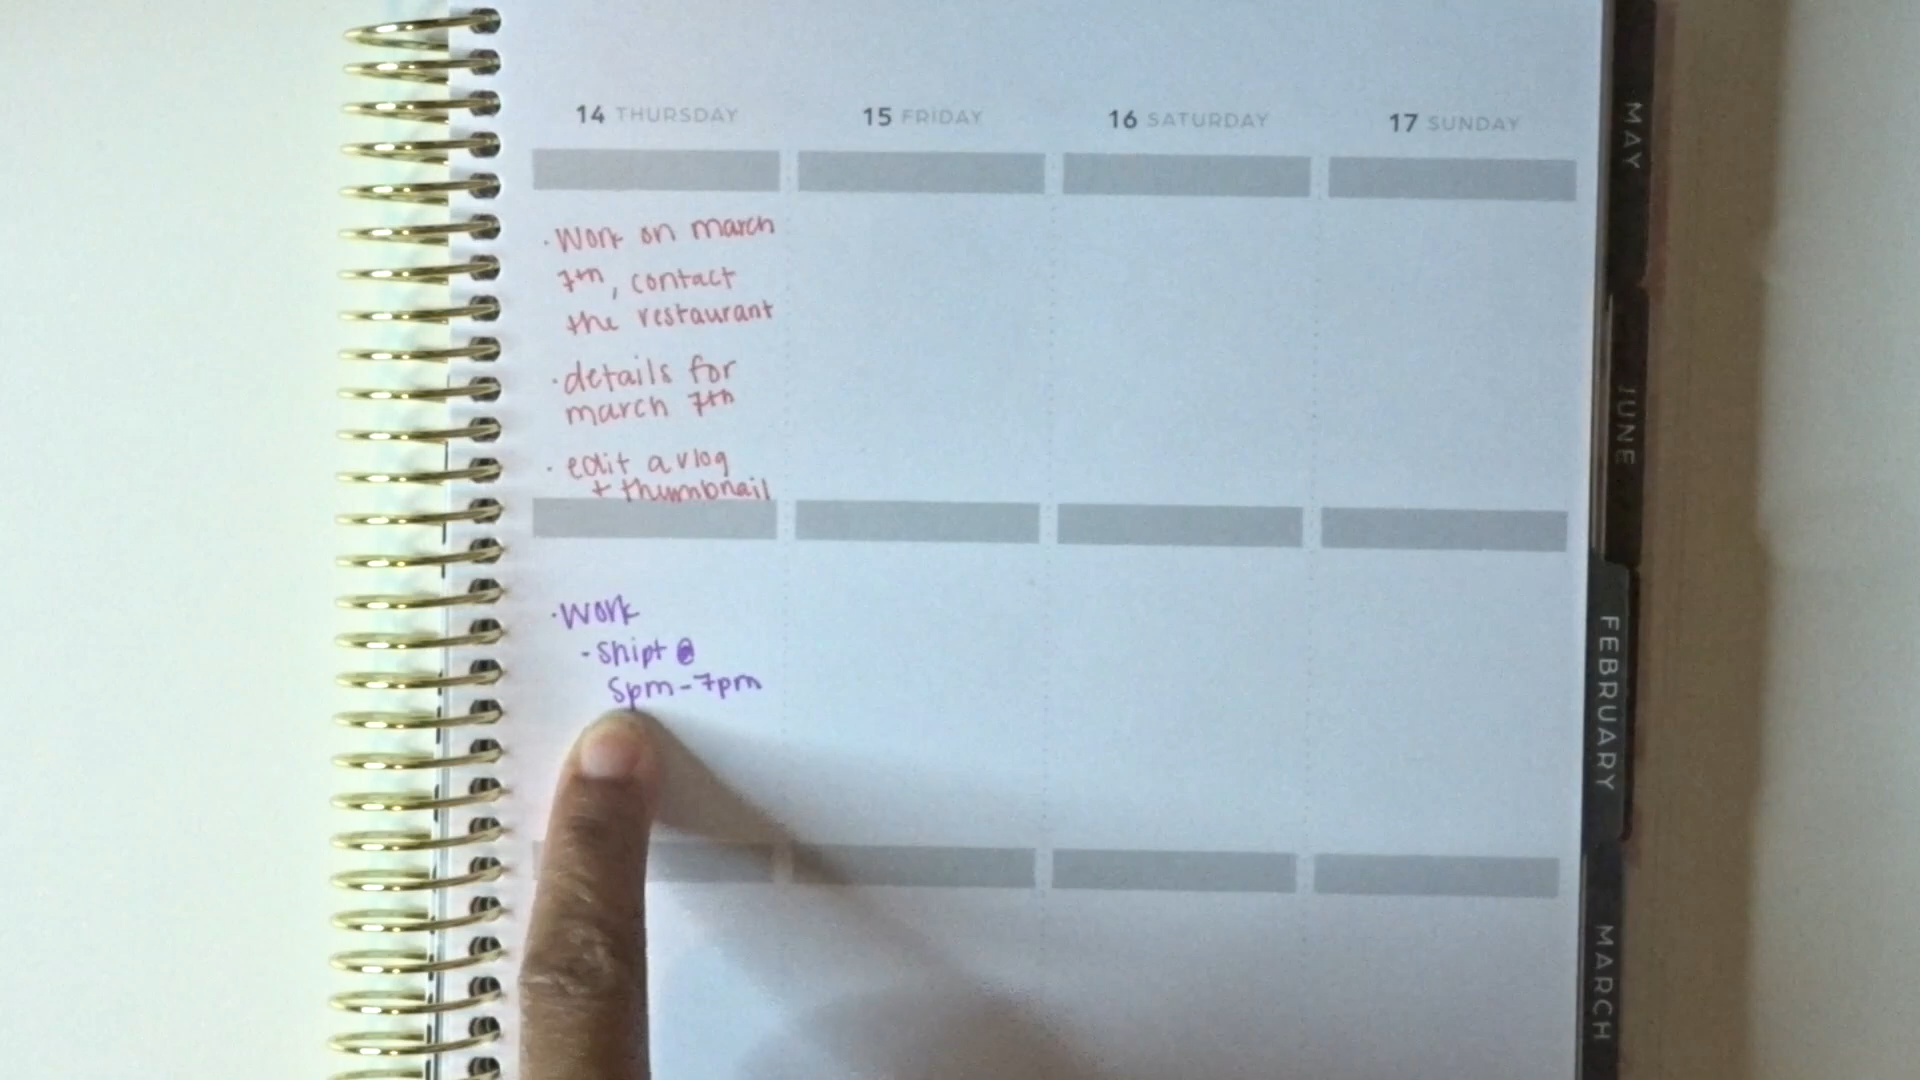 14 THURSDAY
15 FRIDAY
16 SATURDAY
17 SUNDAY
· Work on march
7th, contact
the restaurant
· details for
march 7th
· edit a vlog
+ thumbnail
· Work
- Shipt @
5pm-7pm
MAY
JUNE
FEBRUARY
MARCH